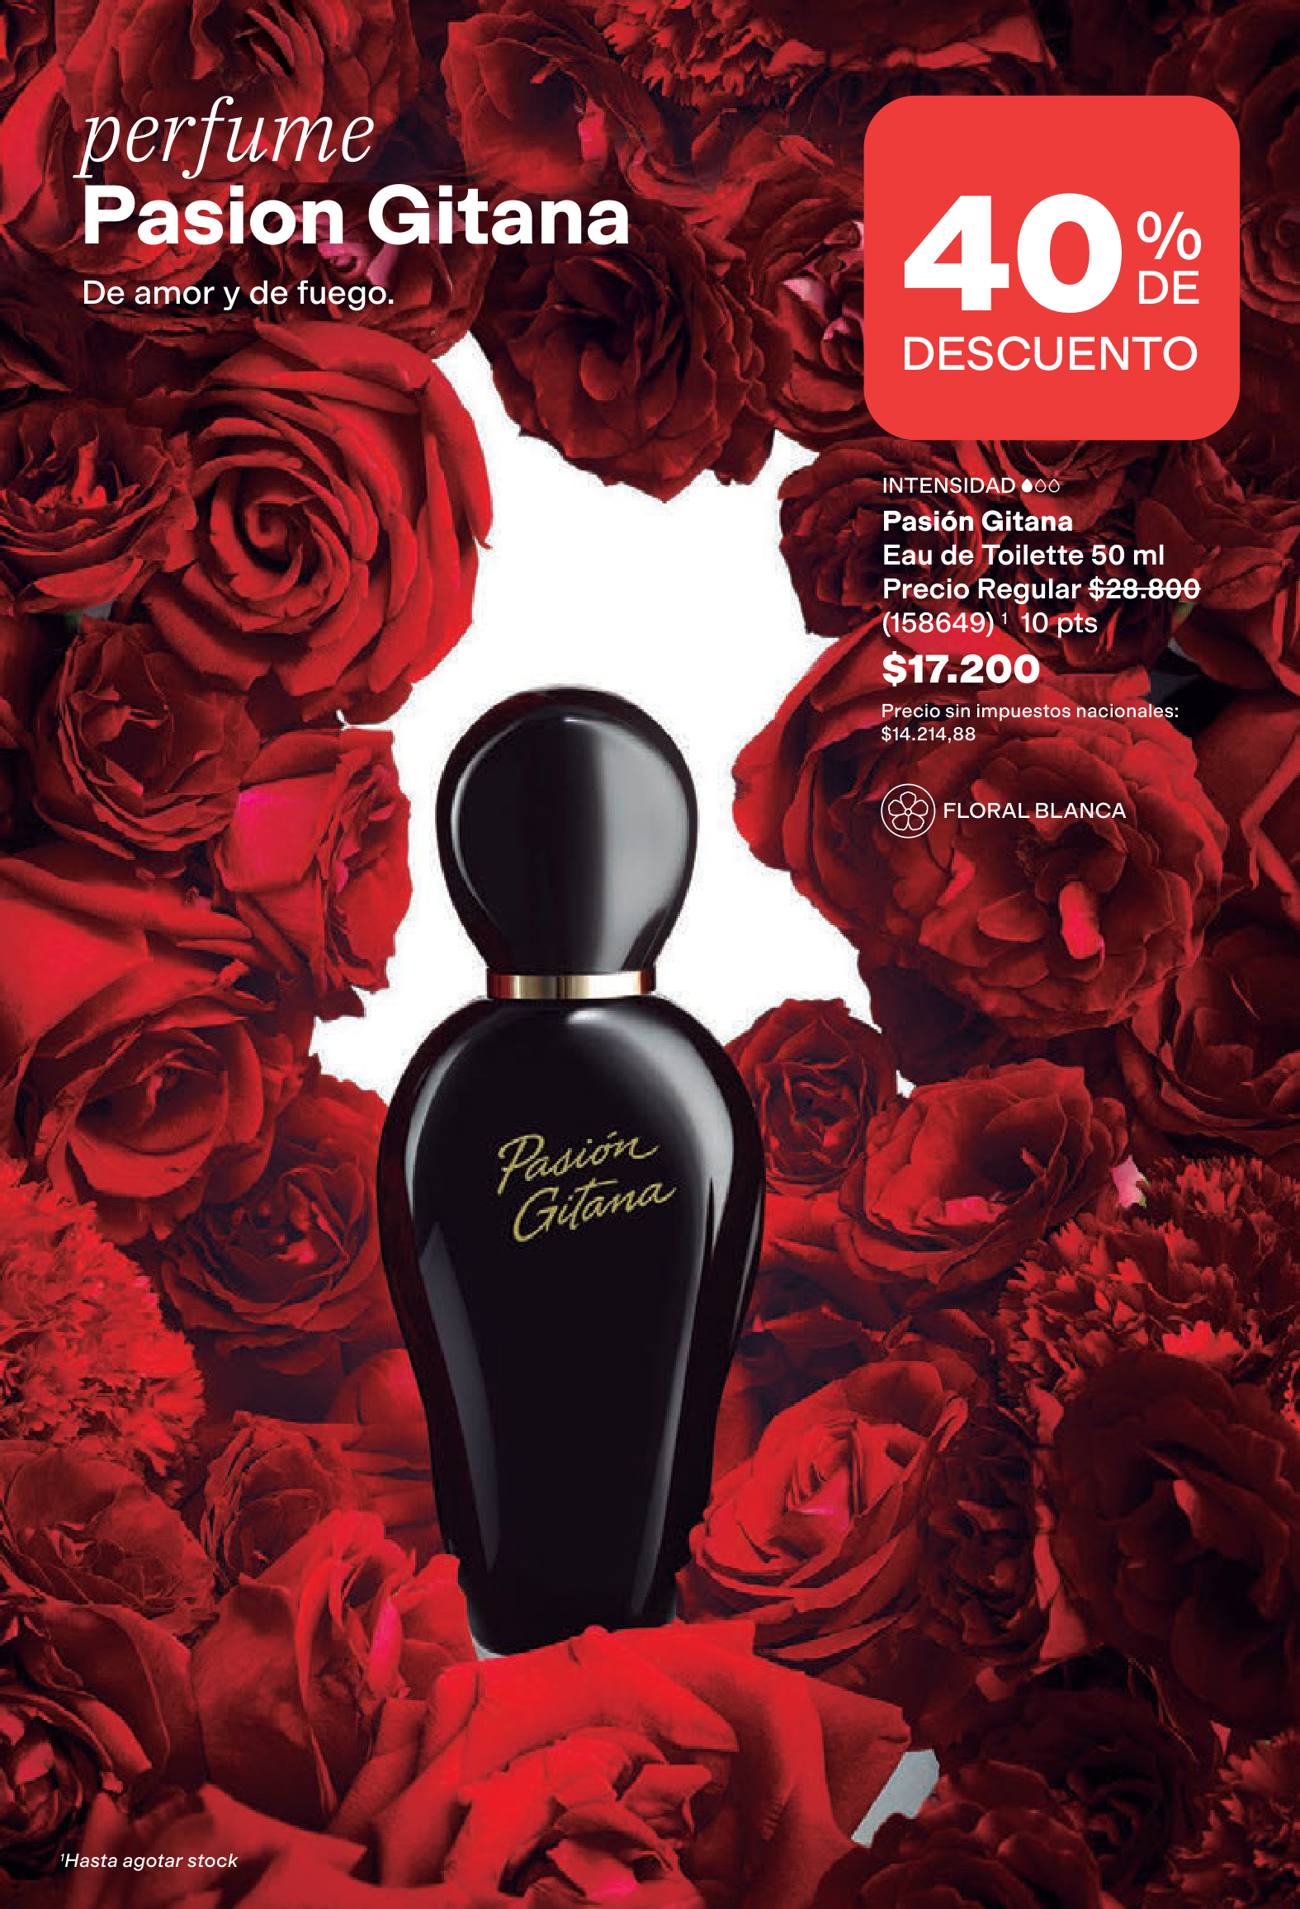 perfume
Pasion Gitana
De amor y de fuego.
40%
DE
DESCUENTO
INTENSIDAD
Pasión Gitana
Eau de Toilette 50 ml
Precio Regular $28.800
(158649) ¹ 10 pts
$17.200
Precio sin impuestos nacionales:
$14.214,88
FLORAL BLANCA
Pasión
Gitana
¹Hasta agotar stock